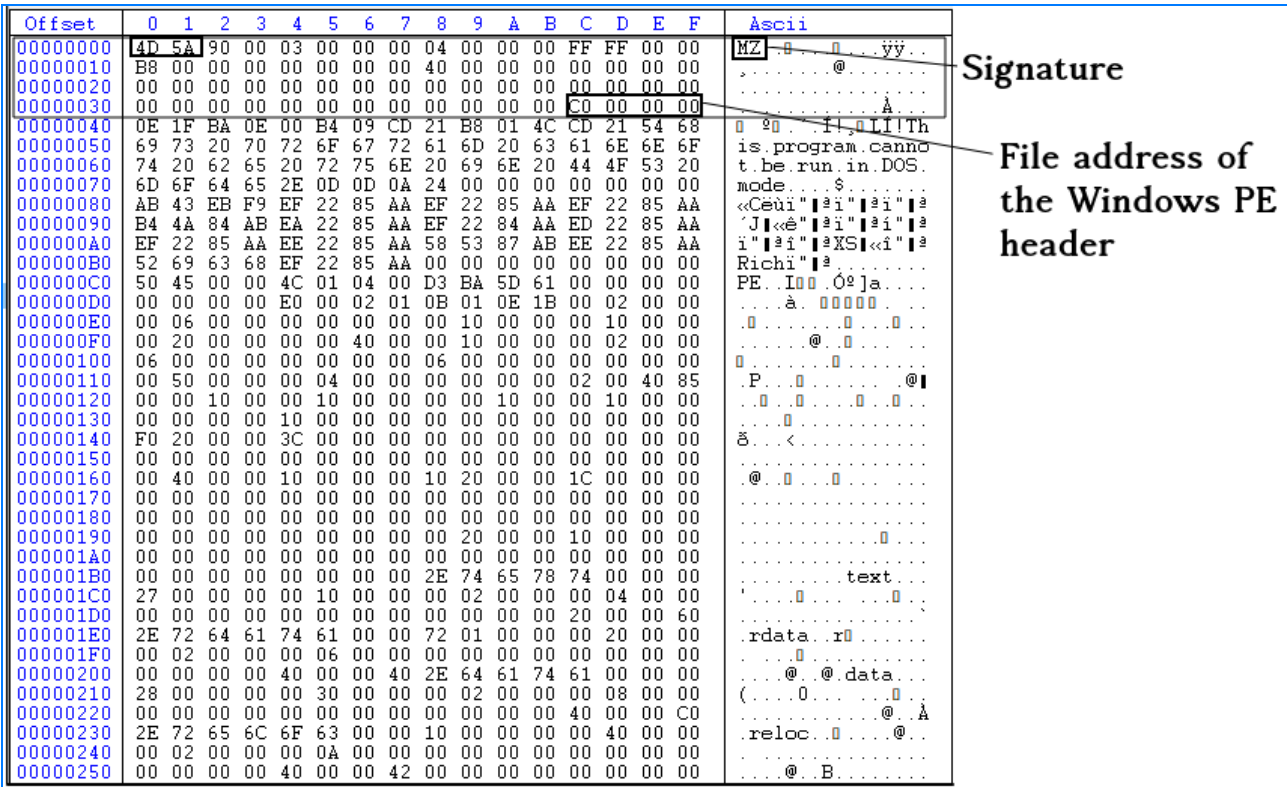 Offset 0 1 2 3 4 5 6 7 8 9 A B C D E F Ascii
00000000 4D 5A 90 00 03 00 00 00 04 00 00 00 FF FF 00 00 MZ.▯...▯...ÿÿ..
00000010 B8 00 00 00 00 00 00 00 40 00 00 00 00 00 00 00 ¸.......@.......
00000020 00 00 00 00 00 00 00 00 00 00 00 00 00 00 00 00 ................
00000030 00 00 00 00 00 00 00 00 00 00 00 00 C0 00 00 00 ............À...
00000040 0E 1F BA 0E 00 B4 09 CD 21 B8 01 4C CD 21 54 68 ▯ º▯...Í!¸▯LÍ!Th
00000050 69 73 20 70 72 6F 67 72 61 6D 20 63 61 6E 6E 6F is.program.canno
00000060 74 20 62 65 20 72 75 6E 20 69 6E 20 44 4F 53 20 t.be.run.in.DOS.
00000070 6D 6F 64 65 2E 0D 0D 0A 24 00 00 00 00 00 00 00 mode....$.......
00000080 AB 43 EB F9 EF 22 85 AA EF 22 85 AA EF 22 85 AA «Cëùï"▌ªï"▌ªï"▌ª
00000090 B4 4A 84 AB EA 22 85 AA EF 22 84 AA ED 22 85 AA ´J▌«ê"▌ªï"▌ªí"▌ª
000000A0 EF 22 85 AA EE 22 85 AA 58 53 87 AB EE 22 85 AA ï"▌ªî"▌ªXS▌«î"▌ª
000000B0 52 69 63 68 EF 22 85 AA 00 00 00 00 00 00 00 00 Richï"▌ª........
000000C0 50 45 00 00 4C 01 04 00 D3 BA 5D 61 00 00 00 00 PE..L▯▯.Óº]a....
000000D0 00 00 00 00 E0 00 02 01 0B 01 0E 1B 00 02 00 00 ....à.▯▯▯▯▯..
000000E0 00 06 00 00 00 00 00 00 00 10 00 00 00 10 00 00 .▯.......▯...▯..
000000F0 00 20 00 00 00 00 40 00 00 10 00 00 00 02 00 00 ......@..▯......
00000100 06 00 00 00 00 00 00 00 06 00 00 00 00 00 00 00 ▯.......▯.......
00000110 00 50 00 00 00 04 00 00 00 00 00 00 02 00 40 85 .P...▯........@▌
00000120 00 00 10 00 00 10 00 00 00 00 10 00 00 10 00 00 ..▯..▯....▯..▯..
00000130 00 00 00 00 10 00 00 00 00 00 00 00 00 00 00 00 ....▯...........
00000140 F0 20 00 00 3C 00 00 00 00 00 00 00 00 00 00 00 ð...<...........
00000150 00 00 00 00 00 00 00 00 00 00 00 00 00 00 00 00 ................
00000160 00 40 00 00 10 00 00 00 10 20 00 00 1C 00 00 00 .@..▯...▯.......
00000170 00 00 00 00 00 00 00 00 00 00 00 00 00 00 00 00 ................
00000180 00 00 00 00 00 00 00 00 00 00 00 00 00 00 00 00 ................
00000190 00 00 00 00 00 00 00 00 00 20 00 00 10 00 00 00 ............▯...
000001A0 00 00 00 00 00 00 00 00 00 00 00 00 00 00 00 00 ................
000001B0 00 00 00 00 00 00 00 00 2E 74 65 78 74 00 00 00 .........text...
000001C0 27 00 00 00 00 10 00 00 00 02 00 00 00 04 00 00 '....▯.......▯..
000001D0 00 00 00 00 00 00 00 00 00 00 00 00 20 00 00 60 ...............`
000001E0 2E 72 64 61 74 61 00 00 72 01 00 00 00 20 00 00 .rdata..r▯......
000001F0 00 02 00 00 00 06 00 00 00 00 00 00 00 00 00 00 .....▯..........
00000200 00 00 00 00 40 00 00 40 2E 64 61 74 61 00 00 00 ....@..@.data...
00000210 28 00 00 00 00 30 00 00 00 02 00 00 00 08 00 00 (....0.......▯..
00000220 00 00 00 00 00 00 00 00 00 00 00 00 40 00 00 C0 ............@..À
00000230 2E 72 65 6C 6F 63 00 00 10 00 00 00 00 40 00 00 .reloc..▯....@..
00000240 00 02 00 00 00 0A 00 00 00 00 00 00 00 00 00 00 ................
00000250 00 00 00 00 40 00 00 42 00 00 00 00 00 00 00 00 ....@..B........
Signature
File address of
the Windows PE
header